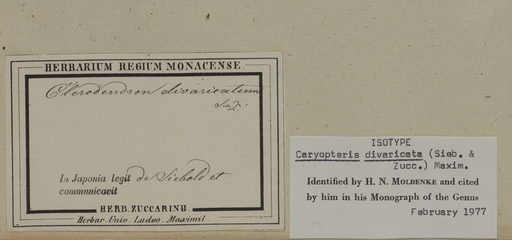 HERBARIUM REGIUM MONACENSE.
Clerodendron divaricatum
S. et Z.
In Japonia legit de Siebold et
communicavit
HERB. ZUCCARINII.
Herbar. Univ. Ludov. Maximil.
ISOTYPE
Caryopteris divaricata (Sieb. &
Zucc.) Maxim.
Identified by H. N. MOLDENKE and cited
by him in his Monograph of the Genus
February 1977